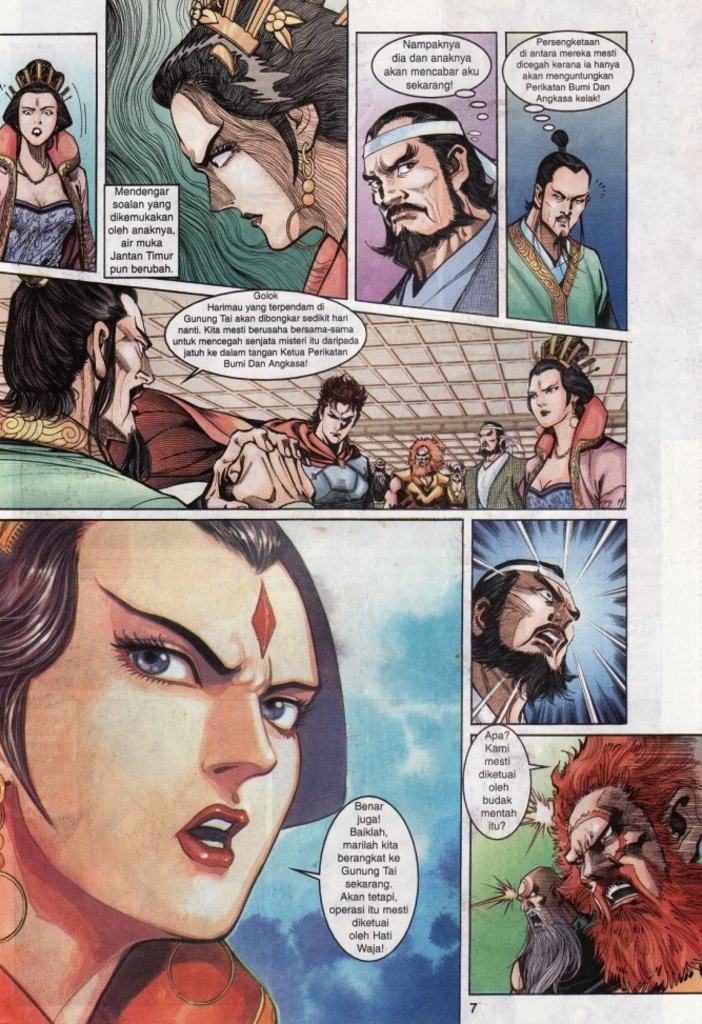 Mendengar
soalan yang
dikemukakan
oleh anaknya,
air muka
Jantan Timur
pun berubah.
Nampaknya
dia dan anaknya
akan mencabar aku
sekarang!
Persengketaan
di antara mereka mesti
dicegah kerana ia hanya
akan menguntungkan
Perikatan Bumi Dan
Angkasa kelak!
Golok
Harimau yang terpendam di
Gunung Tai akan dibongkar sedikit hari
nanti. Kita mesti berusaha bersama-sama
untuk mencegah senjata misteri itu daripada
jatuh ke dalam tangan Ketua Perikatan
Bumi Dan Angkasa!
Benar
juga!
Baiklah,
marilah kita
berangkat ke
Gunung Tai
sekarang.
Akan tetapi,
operasi itu mesti
diketuai
oleh Hati
Waja!
Apa?
Kami
mesti
diketuai
oleh
budak
mentah
itu?
7